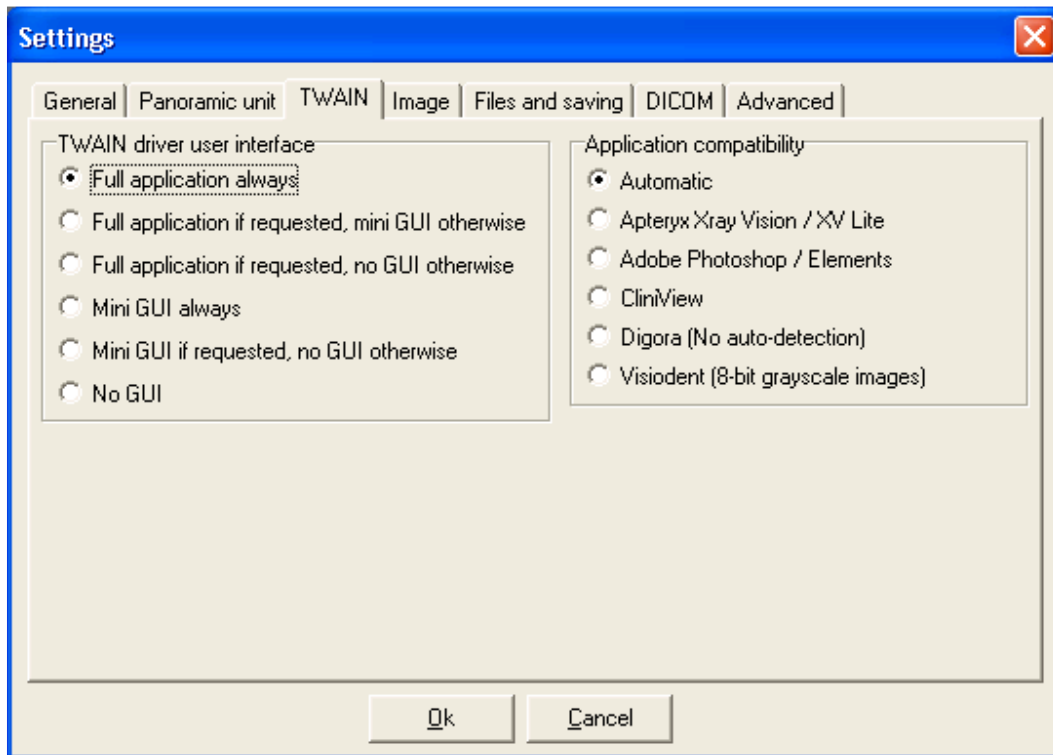 Settings
General
Panoramic unit
TWAIN
Image
Files and saving
DICOM
Advanced
TWAIN driver user interface
Full application always
Full application if requested, mini GUI otherwise
Full application if requested, no GUI otherwise
Mini GUI always
Mini GUI if requested, no GUI otherwise
No GUI
Application compatibility
Automatic
Apteryx Xray Vision / XV Lite
Adobe Photoshop / Elements
CliniView
Digora (No auto-detection)
Visiodent (8-bit grayscale images)
Ok
Cancel